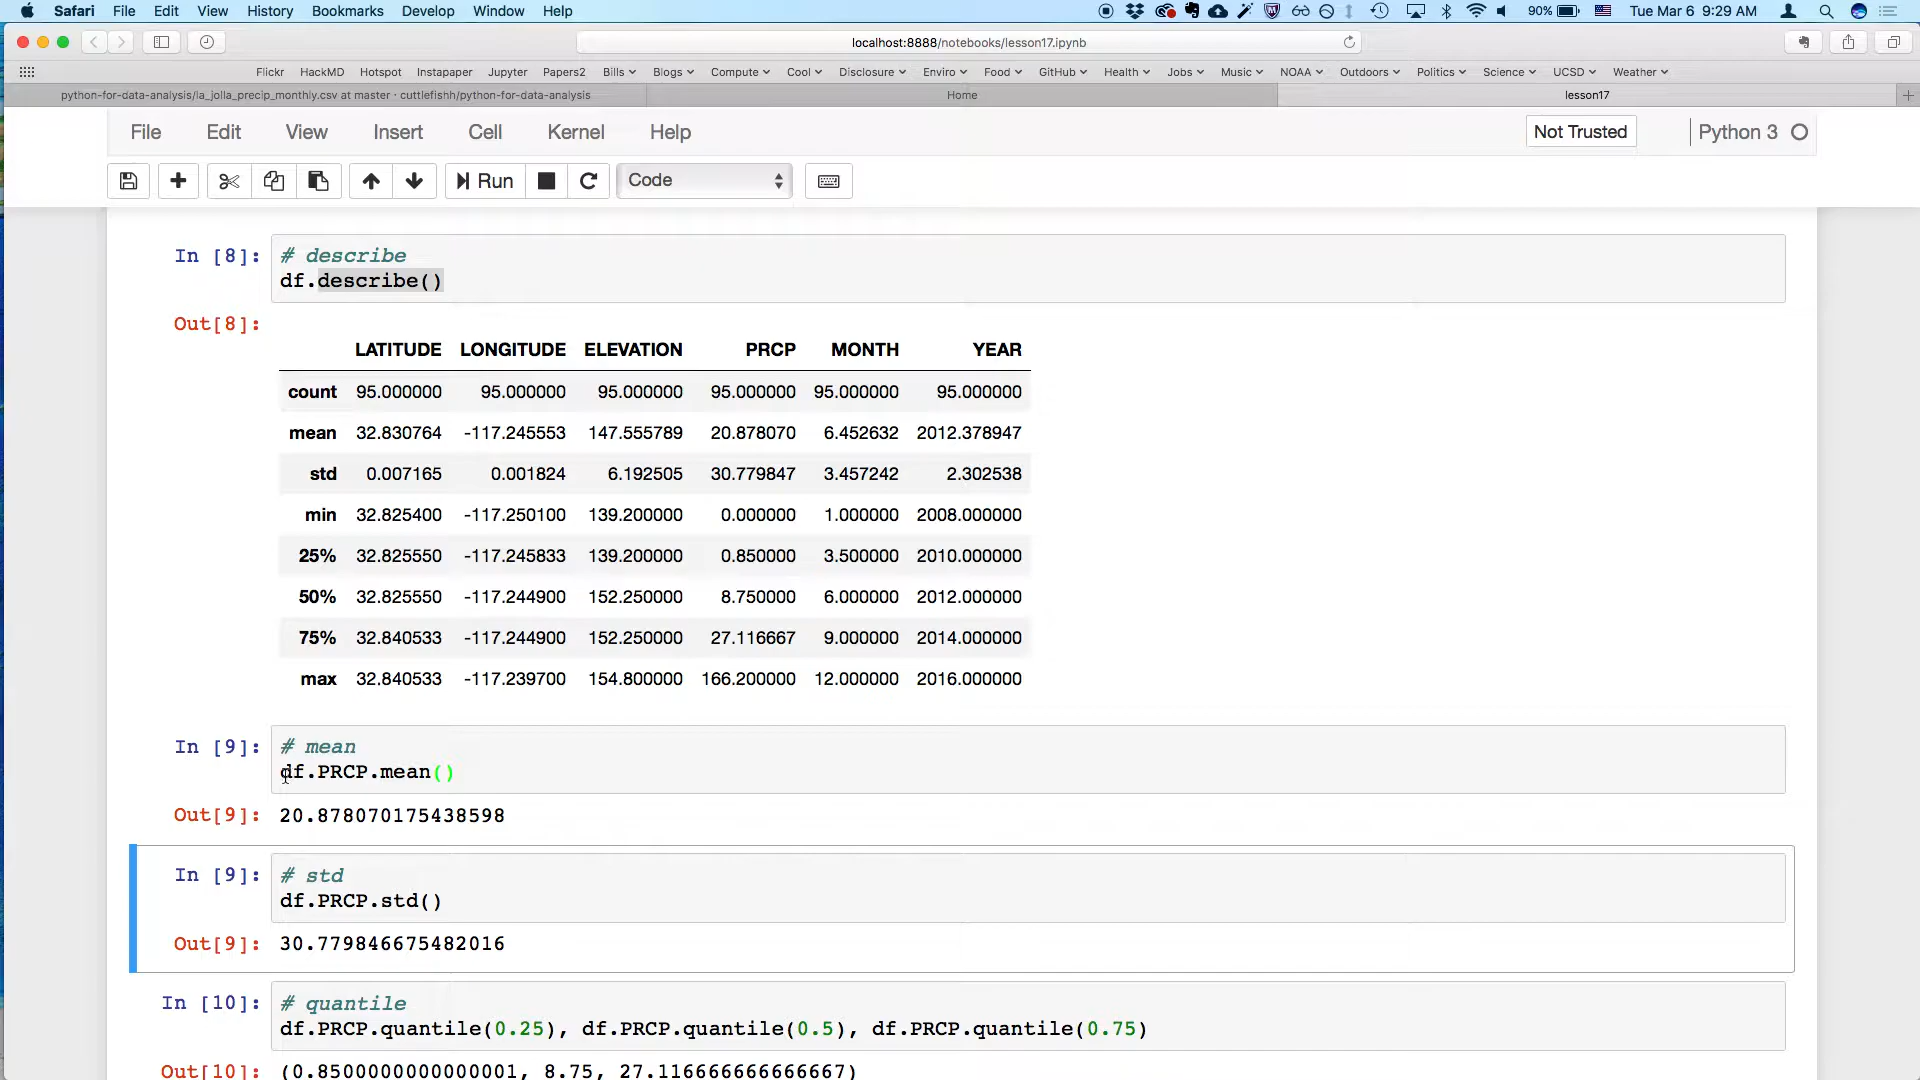 Safari File Edit View History Bookmarks Develop Window Help 90% Tue Mar 6 9:29 AM
localhost:8888/notebooks/lesson17.ipynb
Flickr HackMD Hotspot Instapaper Jupyter Papers2 Bills Blogs Compute Cool Disclosure Enviro Food GitHub Health Jobs Music NOAA Outdoors Politics Science UCSD Weather
python-for-data-analysis/la_jolla_precip_monthly.csv at master · cuttlefishh/python-for-data-analysis Home lesson17
File Edit View Insert Cell Kernel Help Not Trusted Python 3
Run Code
In [8]: # describe
df.describe()
Out[8]:
LATITUDE LONGITUDE ELEVATION PRCP MONTH YEAR
count 95.000000 95.000000 95.000000 95.000000 95.000000 95.000000
mean 32.830764 -117.245553 147.555789 20.878070 6.452632 2012.378947
std 0.007165 0.001824 6.192505 30.779847 3.457242 2.302538
min 32.825400 -117.250100 139.200000 0.000000 1.000000 2008.000000
25% 32.825550 -117.245833 139.200000 0.850000 3.500000 2010.000000
50% 32.825550 -117.244900 152.250000 8.750000 6.000000 2012.000000
75% 32.840533 -117.244900 152.250000 27.116667 9.000000 2014.000000
max 32.840533 -117.239700 154.800000 166.200000 12.000000 2016.000000
In [9]: # mean
df.PRCP.mean()
Out[9]: 20.878070175438598
In [9]: # std
df.PRCP.std()
Out[9]: 30.779846675482016
In [10]: # quantile
df.PRCP.quantile(0.25), df.PRCP.quantile(0.5), df.PRCP.quantile(0.75)
Out[10]: (0.8500000000000001, 8.75, 27.116666666666667)